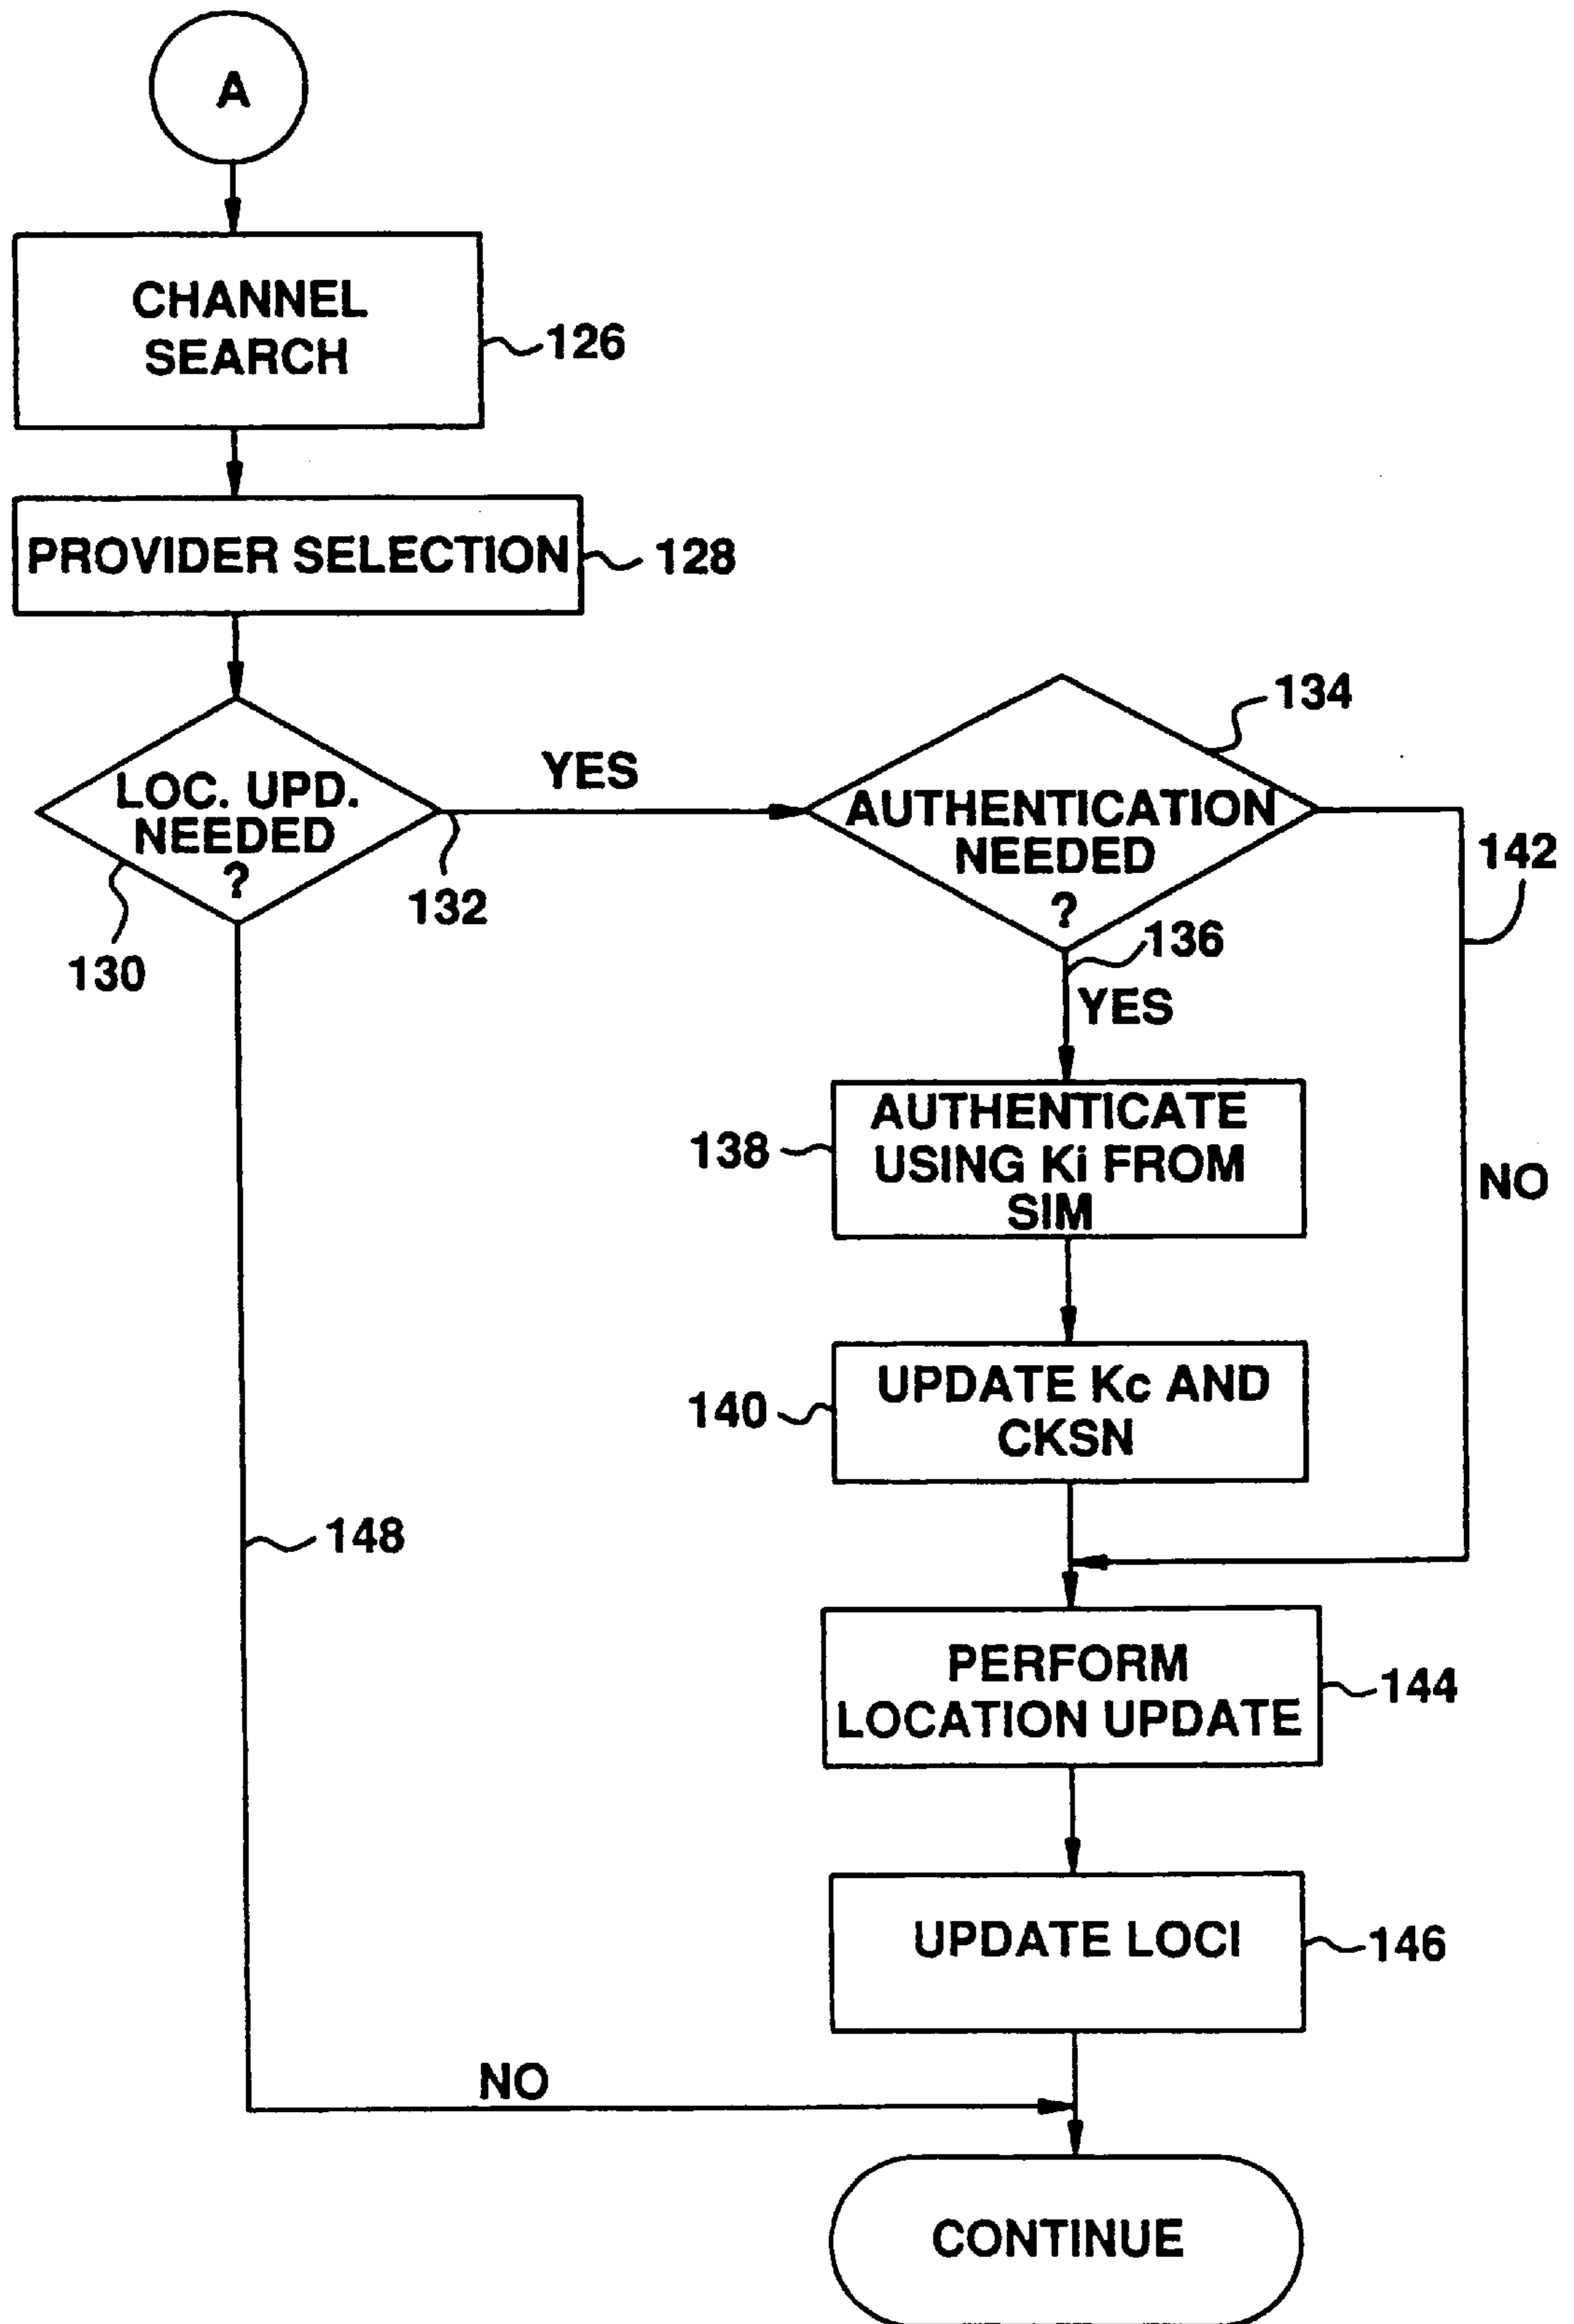 A
CHANNEL
SEARCH
126
PROVIDER SELECTION
128
LOC. UPD.
NEEDED
?
130
YES
132
134
AUTHENTICATION
NEEDED
?
142
136
YES
138
AUTHENTICATE
USING Ki FROM
SIM
NO
140
UPDATE Kc AND
CKSN
148
PERFORM
LOCATION UPDATE
144
UPDATE LOCI
146
NO
CONTINUE